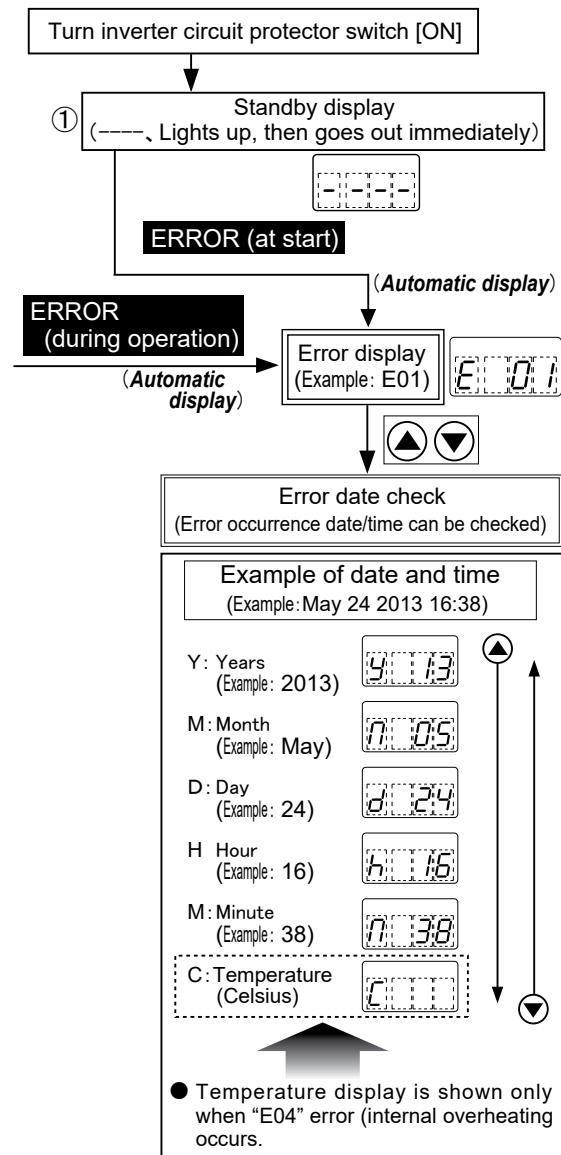 Turn inverter circuit protector switch [ON]
① Standby display
(----、Lights up, then goes out immediately)
- - - -
ERROR (at start)
(Automatic display)
ERROR
(during operation)
(Automatic
display)
Error display
(Example: E01)
E 01
Error date check
(Error occurrence date/time can be checked)
Example of date and time
(Example:May 24 2013 16:38)
Y: Years
(Example: 2013)
y 13
M:Month
(Example: May)
n 05
D:Day
(Example: 24)
d 24
H Hour
(Example: 16)
h 16
M:Minute
(Example: 38)
n 38
C:Temperature
(Celsius)
C
● Temperature display is shown only
when “E04” error (internal overheating
occurs.